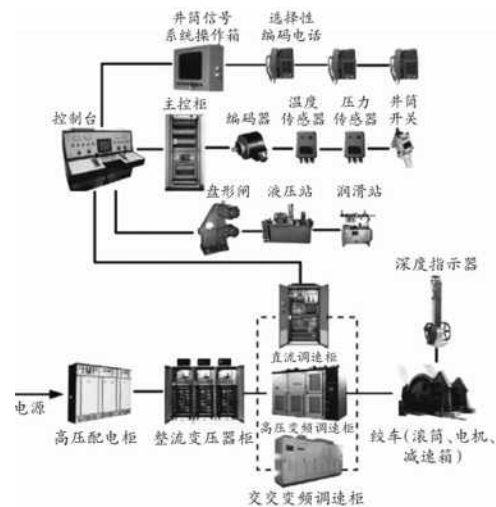 井筒信号
系统操作箱
选择性
编码电话
控制台
主控柜
编码器
温度
传感器
压力
传感器
井筒
开关
盘形闸
液压站
润滑站
深度指示器
直流调速柜
电源
高压配电柜
整流变压器柜
高压变频调速柜
绞车(滚筒、电机、
减速箱)
交交变频调速柜